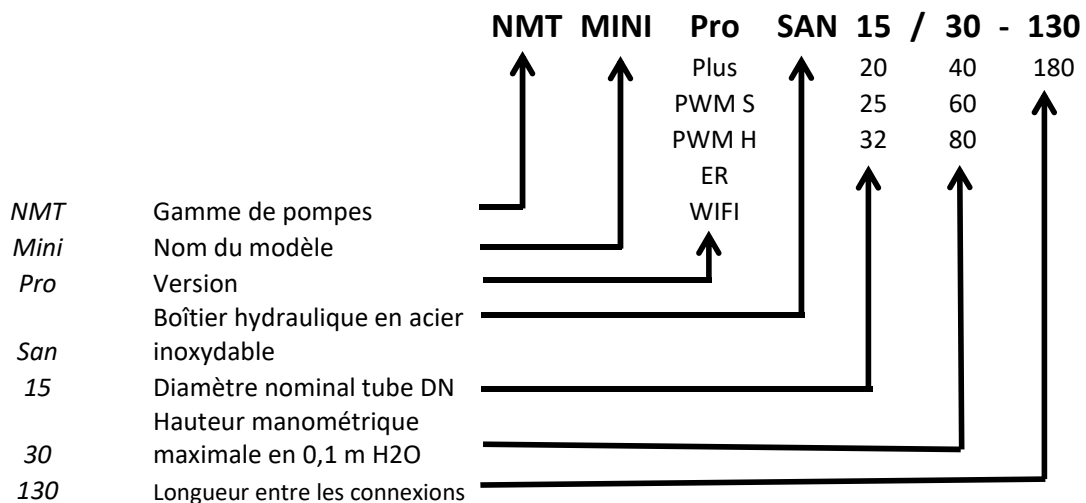 NMT MINI Pro SAN 15 / 30 - 130
Plus 20 40 180
PWM S 25 60
PWM H 32 80
ER
NMT Gamme de pompes WIFI
Mini Nom du modèle
Pro Version
Boîtier hydraulique en acier
San inoxydable
15 Diamètre nominal tube DN
Hauteur manométrique
30 maximale en 0,1 m H2O
130 Longueur entre les connexions